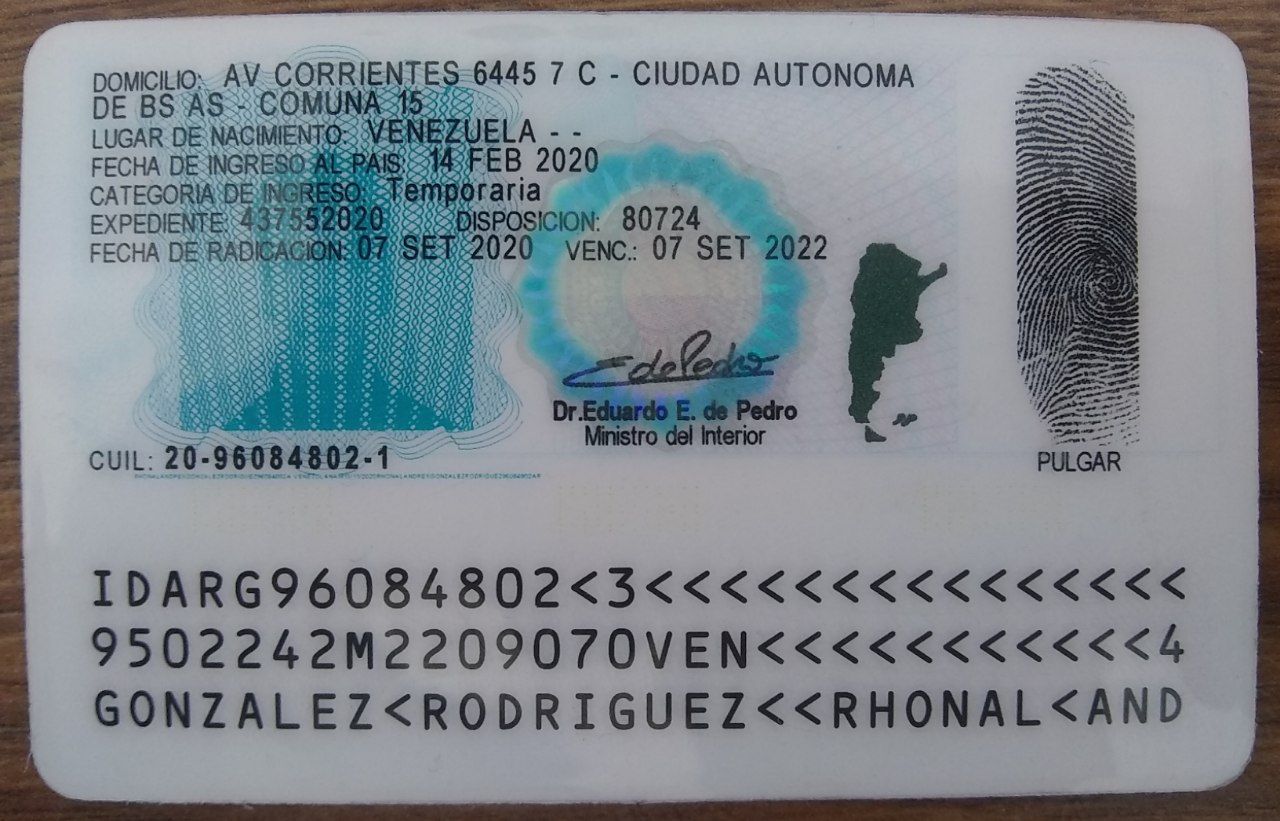 DOMICILIO: AV CORRIENTES 6445 7 C - CIUDAD AUTONOMA
DE BS AS - COMUNA 15
LUGAR DE NACIMIENTO: VENEZUELA - -
FECHA DE INGRESO AL PAIS: 14 FEB 2020
CATEGORIA DE INGRESO: Temporaria
EXPEDIENTE: 437552020 DISPOSICION: 80724
FECHA DE RADICACION: 07 SET 2020 VENC.: 07 SET 2022
E de Pedro
Dr.Eduardo E. de Pedro
Ministro del Interior
CUIL: 20-96084802-1
PULGAR
IDARG96084802<3<<<<<<<<<<<<<<<
9502242M2209070VEN<<<<<<<<<<<4
GONZALEZ<RODRIGUEZ<<RHONAL<AND